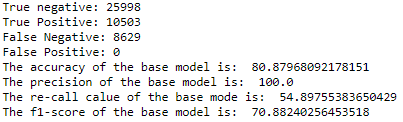 True negative: 25998
True Positive: 10503
False Negative: 8629
False Positive: 0
The accuracy of the base model is:  80.87968092178151
The precision of the base model is:  100.0
The re-call calue of the base mode is:  54.89755383650429
The f1-score of the base model is:  70.88240256453518